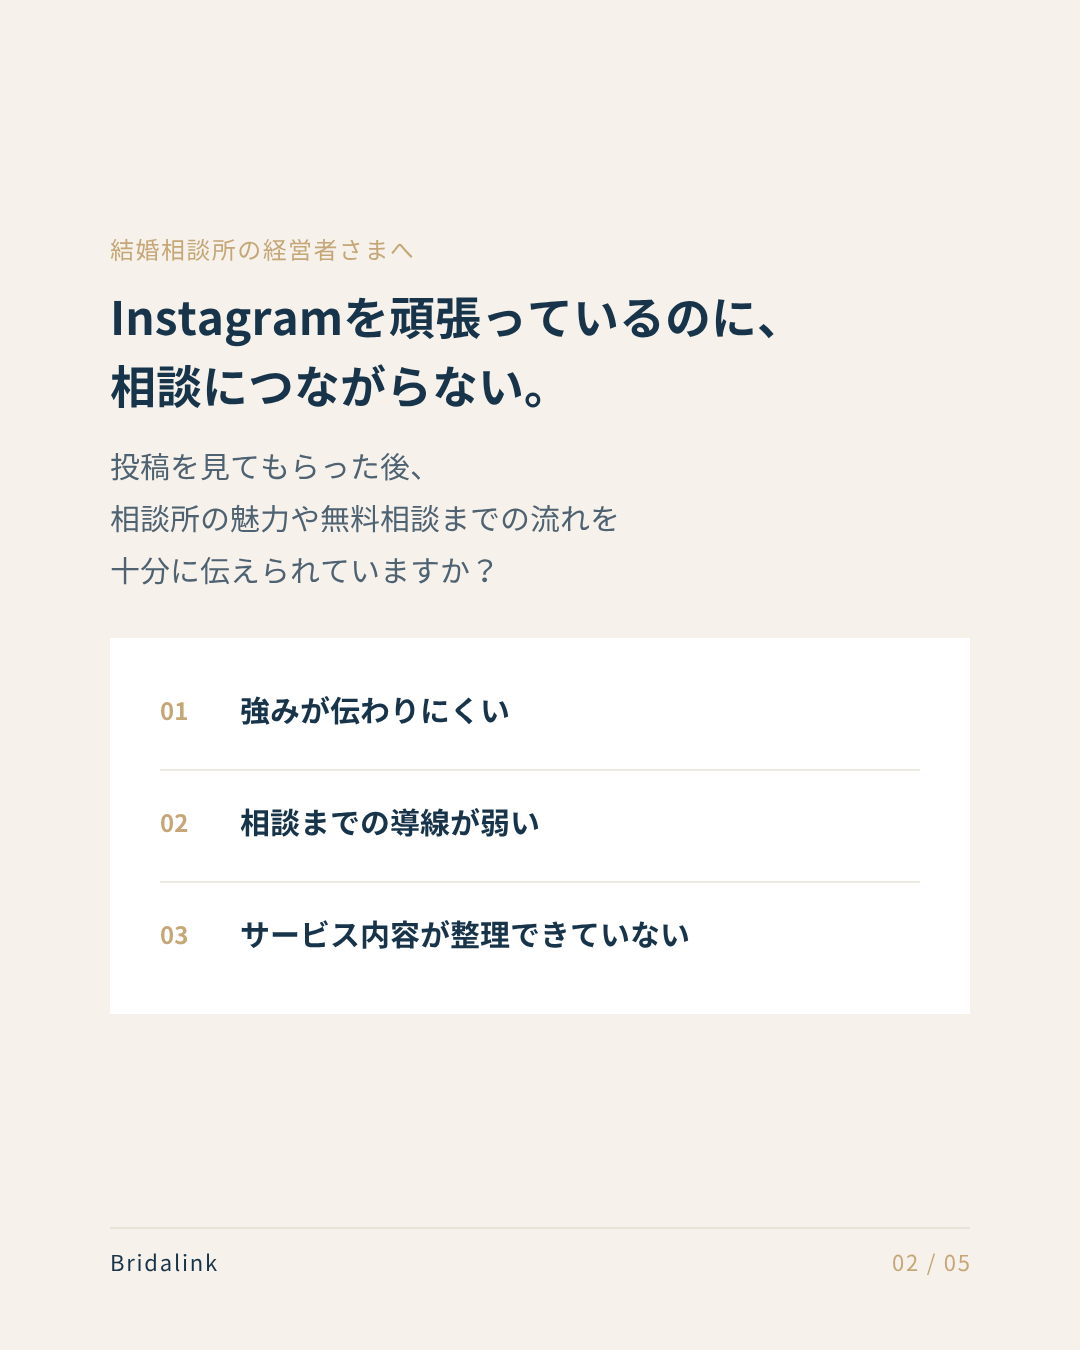 結婚相談所の経営者さまへ
Instagramを頑張っているのに、
相談につながらない。
投稿を見てもらった後、
相談所の魅力や無料相談までの流れを
十分に伝えられていますか？
01 強みが伝わりにくい
02 相談までの導線が弱い
03 サービス内容が整理できていない
Bridalink 02 / 05